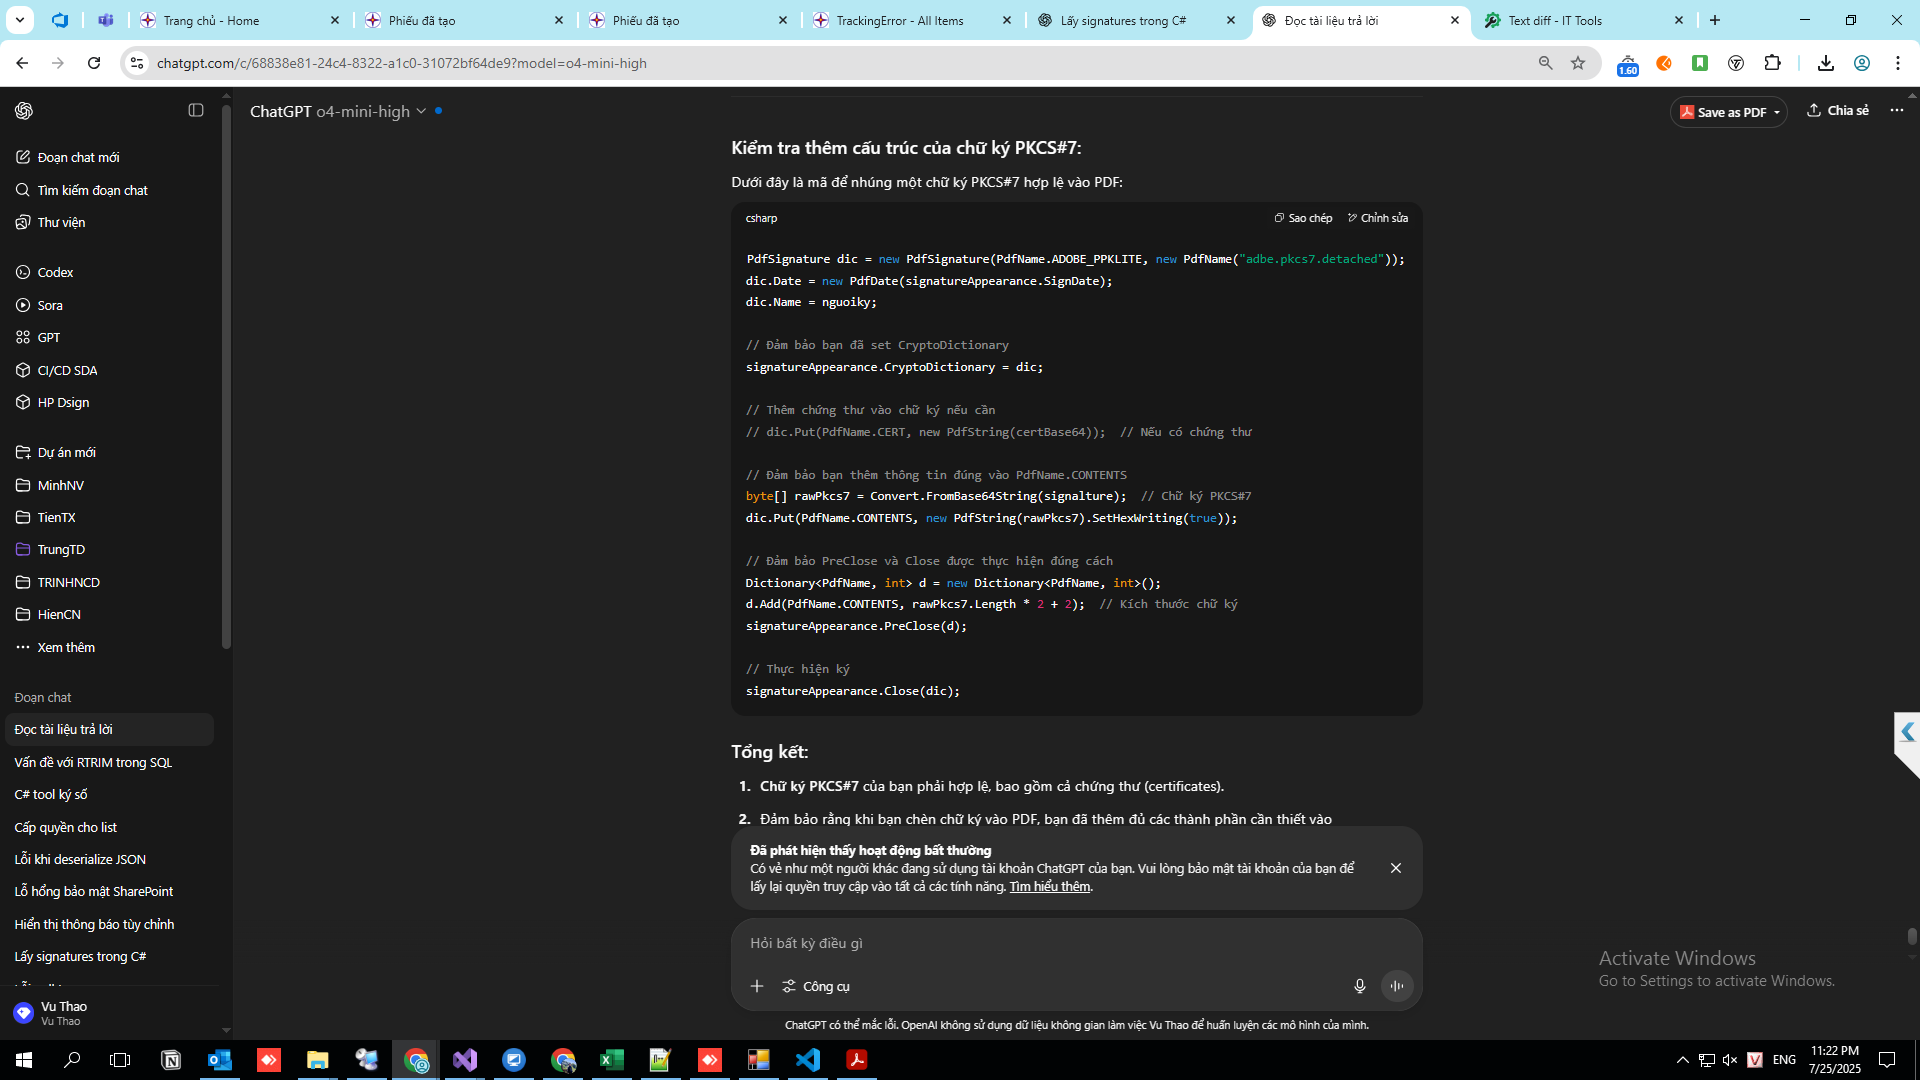 Trang chủ - Home
Phiếu đã tạo
Phiếu đã tạo
TrackingError - All Items
Lấy signatures trong C#
Đọc tài liệu trả lời
Text diff - IT Tools
chatgpt.com/c/68838e81-24c4-8322-a1c0-31072bf64de9?model=o4-mini-high
1.60
ChatGPT o4-mini-high
Save as PDF
Chia sẻ
Đoạn chat mới
Tìm kiếm đoạn chat
Thư viện
Codex
Sora
GPT
CI/CD SDA
HP Dsign
Dự án mới
MinhNV
TienTX
TrungTD
TRINHNCD
HienCN
Xem thêm
Đoạn chat
Đọc tài liệu trả lời
Vấn đề với RTRIM trong SQL
C# tool ký số
Cấp quyền cho list
Lỗi khi deserialize JSON
Lỗ hổng bảo mật SharePoint
Hiển thị thông báo tùy chỉnh
Lấy signatures trong C#
Vu Thao
Vu Thao
Kiểm tra thêm cấu trúc của chữ ký PKCS#7:
Dưới đây là mã để nhúng một chữ ký PKCS#7 hợp lệ vào PDF:
csharp
Sao chép
Chỉnh sửa
PdfSignature dic = new PdfSignature(PdfName.ADOBE_PPKLITE, new PdfName("adbe.pkcs7.detached"));
dic.Date = new PdfDate(signatureAppearance.SignDate);
dic.Name = nguoiky;
// Đảm bảo bạn đã set CryptoDictionary
signatureAppearance.CryptoDictionary = dic;
// Thêm chứng thư vào chữ ký nếu cần
// dic.Put(PdfName.CERT, new PdfString(certBase64));  // Nếu có chứng thư
// Đảm bảo bạn thêm thông tin đúng vào PdfName.CONTENTS
byte[] rawPkcs7 = Convert.FromBase64String(signalture);  // Chữ ký PKCS#7
dic.Put(PdfName.CONTENTS, new PdfString(rawPkcs7).SetHexWriting(true));
// Đảm bảo PreClose và Close được thực hiện đúng cách
Dictionary<PdfName, int> d = new Dictionary<PdfName, int>();
d.Add(PdfName.CONTENTS, rawPkcs7.Length * 2 + 2);  // Kích thước chữ ký
signatureAppearance.PreClose(d);
// Thực hiện ký
signatureAppearance.Close(dic);
Tổng kết:
1. Chữ ký PKCS#7 của bạn phải hợp lệ, bao gồm cả chứng thư (certificates).
2. Đảm bảo rằng khi bạn chèn chữ ký vào PDF, bạn đã thêm đủ các thành phần cần thiết vào
Đã phát hiện thấy hoạt động bất thường
Có vẻ như một người khác đang sử dụng tài khoản ChatGPT của bạn. Vui lòng bảo mật tài khoản của bạn để
lấy lại quyền truy cập vào tất cả các tính năng. Tìm hiểu thêm.
Hỏi bất kỳ điều gì
Công cụ
ChatGPT có thể mắc lỗi. OpenAI không sử dụng dữ liệu không gian làm việc Vu Thao để huấn luyện các mô hình của mình.
Activate Windows
Go to Settings to activate Windows.
ENG
11:22 PM
7/25/2025